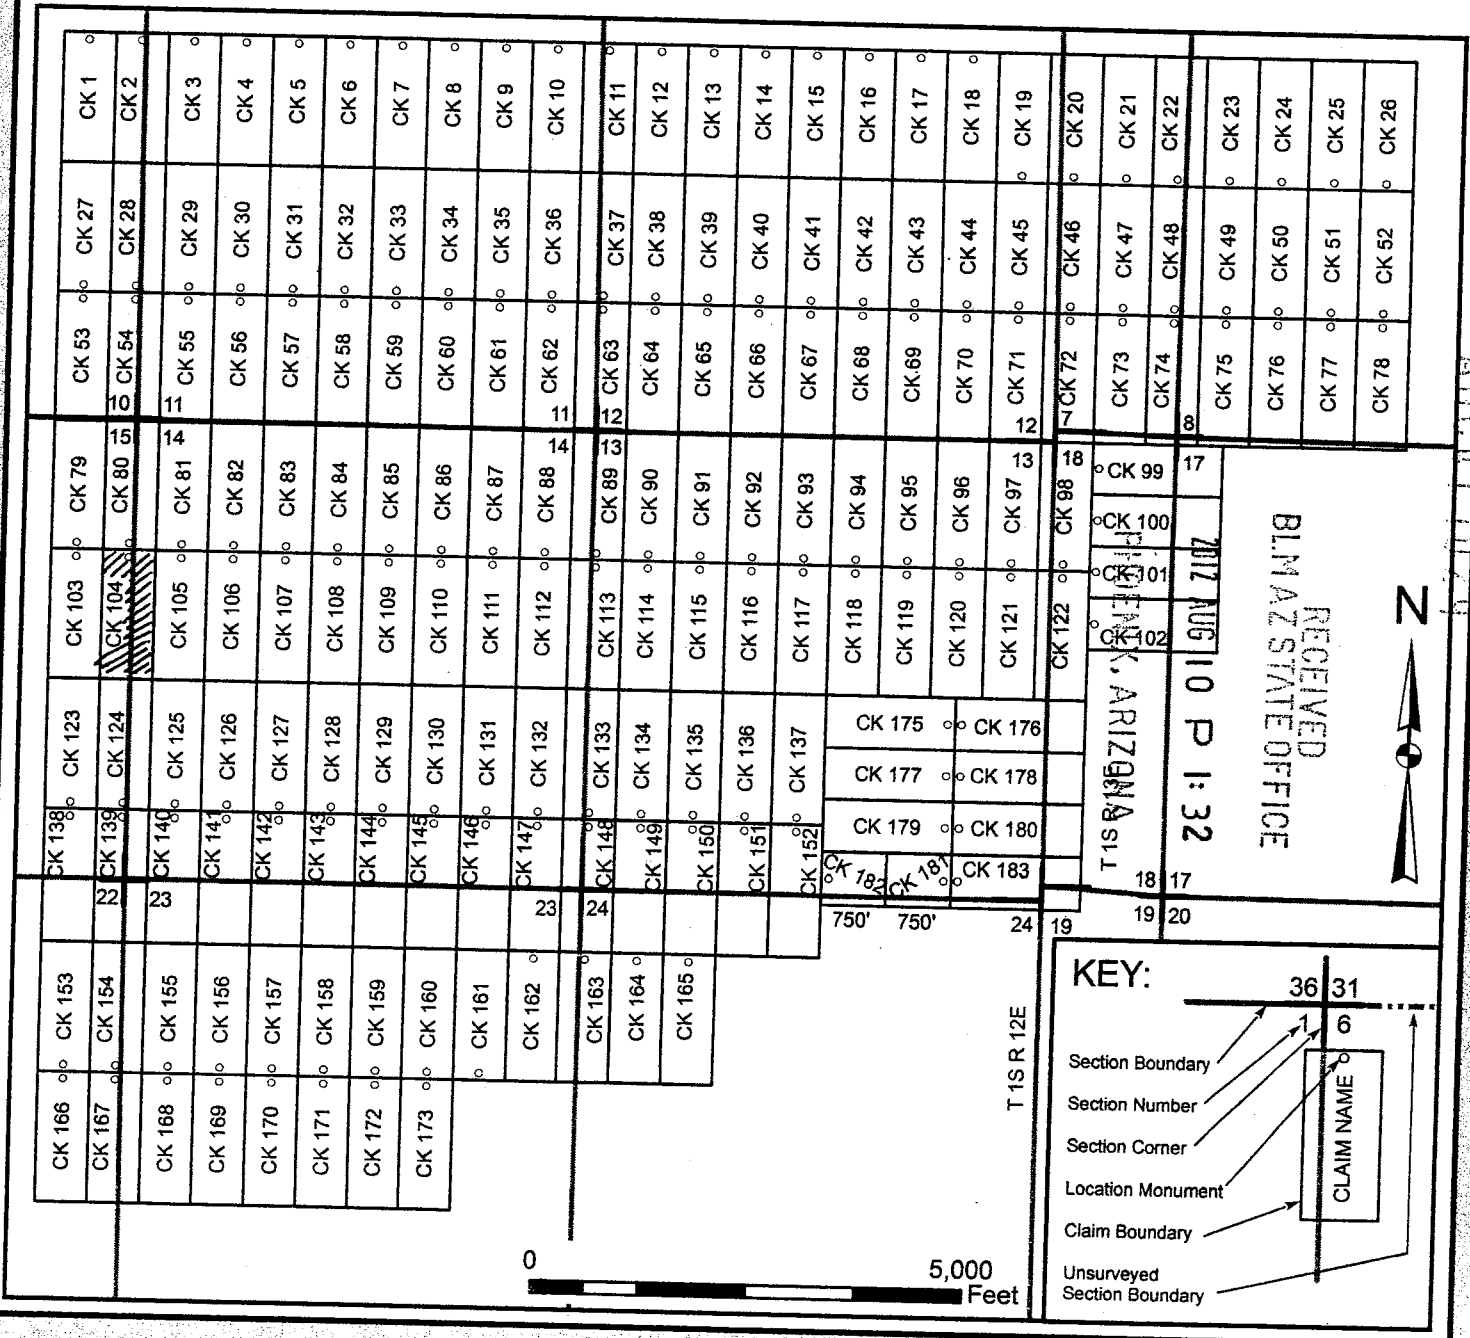 CK 1 CK 2 CK 3 CK 4 CK 5 CK 6 CK 7 CK 8 CK 9 CK 10 CK 11 CK 12 CK 13 CK 14 CK 15 CK 16 CK 17 CK 18 CK 19 CK 20 CK 21 CK 22 CK 23 CK 24 CK 25 CK 26
CK 27 CK 28 CK 29 CK 30 CK 31 CK 32 CK 33 CK 34 CK 35 CK 36 CK 37 CK 38 CK 39 CK 40 CK 41 CK 42 CK 43 CK 44 CK 45 CK 46 CK 47 CK 48 CK 49 CK 50 CK 51 CK 52
CK 53 CK 54 CK 55 CK 56 CK 57 CK 58 CK 59 CK 60 CK 61 CK 62 CK 63 CK 64 CK 65 CK 66 CK 67 CK 68 CK 69 CK 70 CK 71 CK 72 CK 73 CK 74 CK 75 CK 76 CK 77 CK 78
10 11 11 12 12 7 8
15 14 14 13 13 18 17
CK 79 CK 80 CK 81 CK 82 CK 83 CK 84 CK 85 CK 86 CK 87 CK 88 CK 89 CK 90 CK 91 CK 92 CK 93 CK 94 CK 95 CK 96 CK 97 CK 98
CK 99
CK 100
CK 101
CK 102
CK 103 CK 104 CK 105 CK 106 CK 107 CK 108 CK 109 CK 110 CK 111 CK 112 CK 113 CK 114 CK 115 CK 116 CK 117 CK 118 CK 119 CK 120 CK 121 CK 122
RECEIVED
BLM AZ STATE OFFICE
2012 AUG 10 P 1: 32
PHOENIX, ARIZONA
N
CK 123 CK 124 CK 125 CK 126 CK 127 CK 128 CK 129 CK 130 CK 131 CK 132 CK 133 CK 134 CK 135 CK 136 CK 137
CK 175 CK 176
CK 177 CK 178
CK 179 CK 180
CK 182 CK 181 CK 183
CK 138 CK 139 CK 140 CK 141 CK 142 CK 143 CK 144 CK 145 CK 146 CK 147 CK 148 CK 149 CK 150 CK 151 CK 152
18 17
22 23 23 24 750' 750' 24 19 19 20
CK 153 CK 154 CK 155 CK 156 CK 157 CK 158 CK 159 CK 160 CK 161 CK 162 CK 163 CK 164 CK 165
CK 166 CK 167 CK 168 CK 169 CK 170 CK 171 CK 172 CK 173
T 1S R 12E
0 5,000
Feet
KEY:
36 31
1 6
Section Boundary
Section Number
Section Corner
Location Monument
Claim Boundary
Unsurveyed
Section Boundary
CLAIM NAME